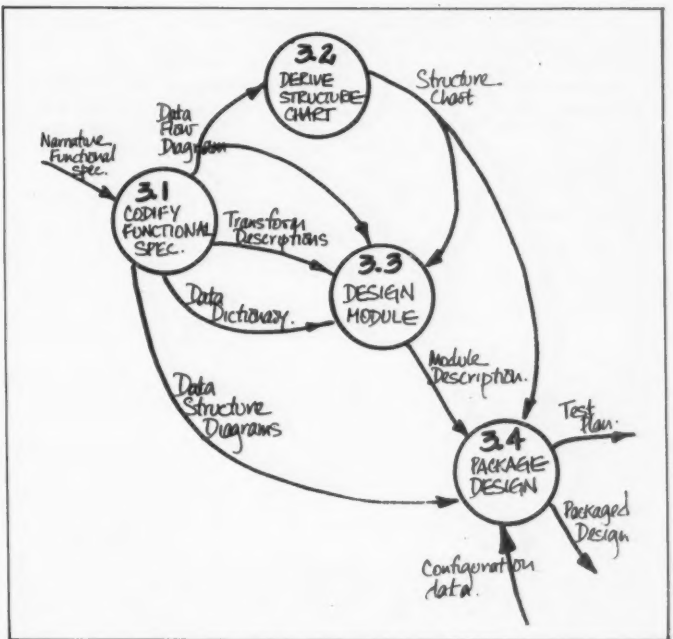 3.2
DERIVE
STRUCTURE
CHART
Structure
Chart
Data
Flow
Diagram
Narrative
Functional
spec.
3.1
CODIFY
FUNCTIONAL
SPEC.
Transform
Descriptions
3.3
DESIGN
MODULE
Data
Dictionary.
Module
Description.
Data
Structure
Diagrams
3.4
PACKAGE
DESIGN
Test
Plan.
Packaged
Design
Configuration
data.